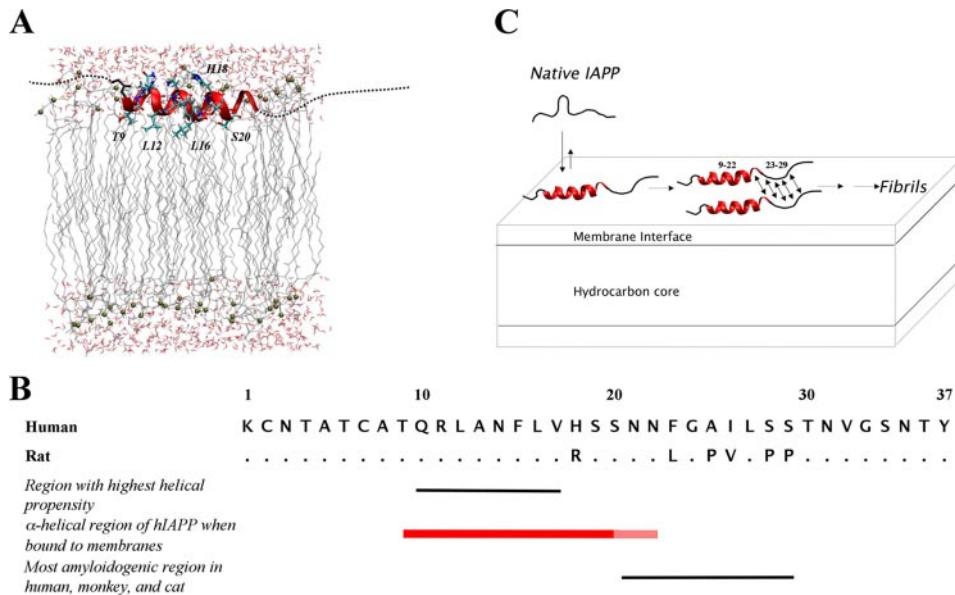 A
H18
T9
L12
L16
S20
C
Native IAPP
9-22
23-29
Fibrils
Membrane Interface
Hydrocarbon core
B
1 10 20 30 37
Human K C N T A T C A T Q R L A N F L V H S S N N F G A I L S S T N V G S N T Y
Rat . . . . . . . . . . . . . . . . . R . . . . L . P V . P P . . . . . . . .
Region with highest helical
propensity
α-helical region of hIAPP when
bound to membranes
Most amyloidogenic region in
human, monkey, and cat